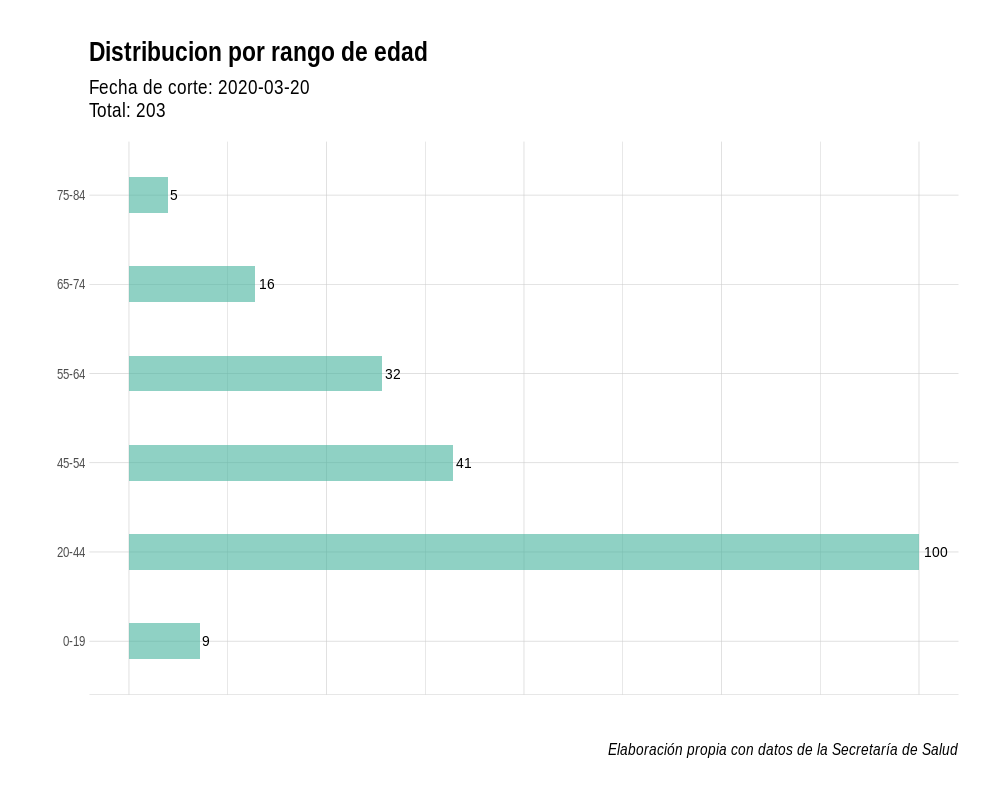 Distribucion por rango de edad
Fecha de corte: 2020-03-20
Total: 203
75-84 5
65-74 16
55-64 32
45-54 41
20-44 100
0-19 9
Elaboración propia con datos de la Secretaría de Salud